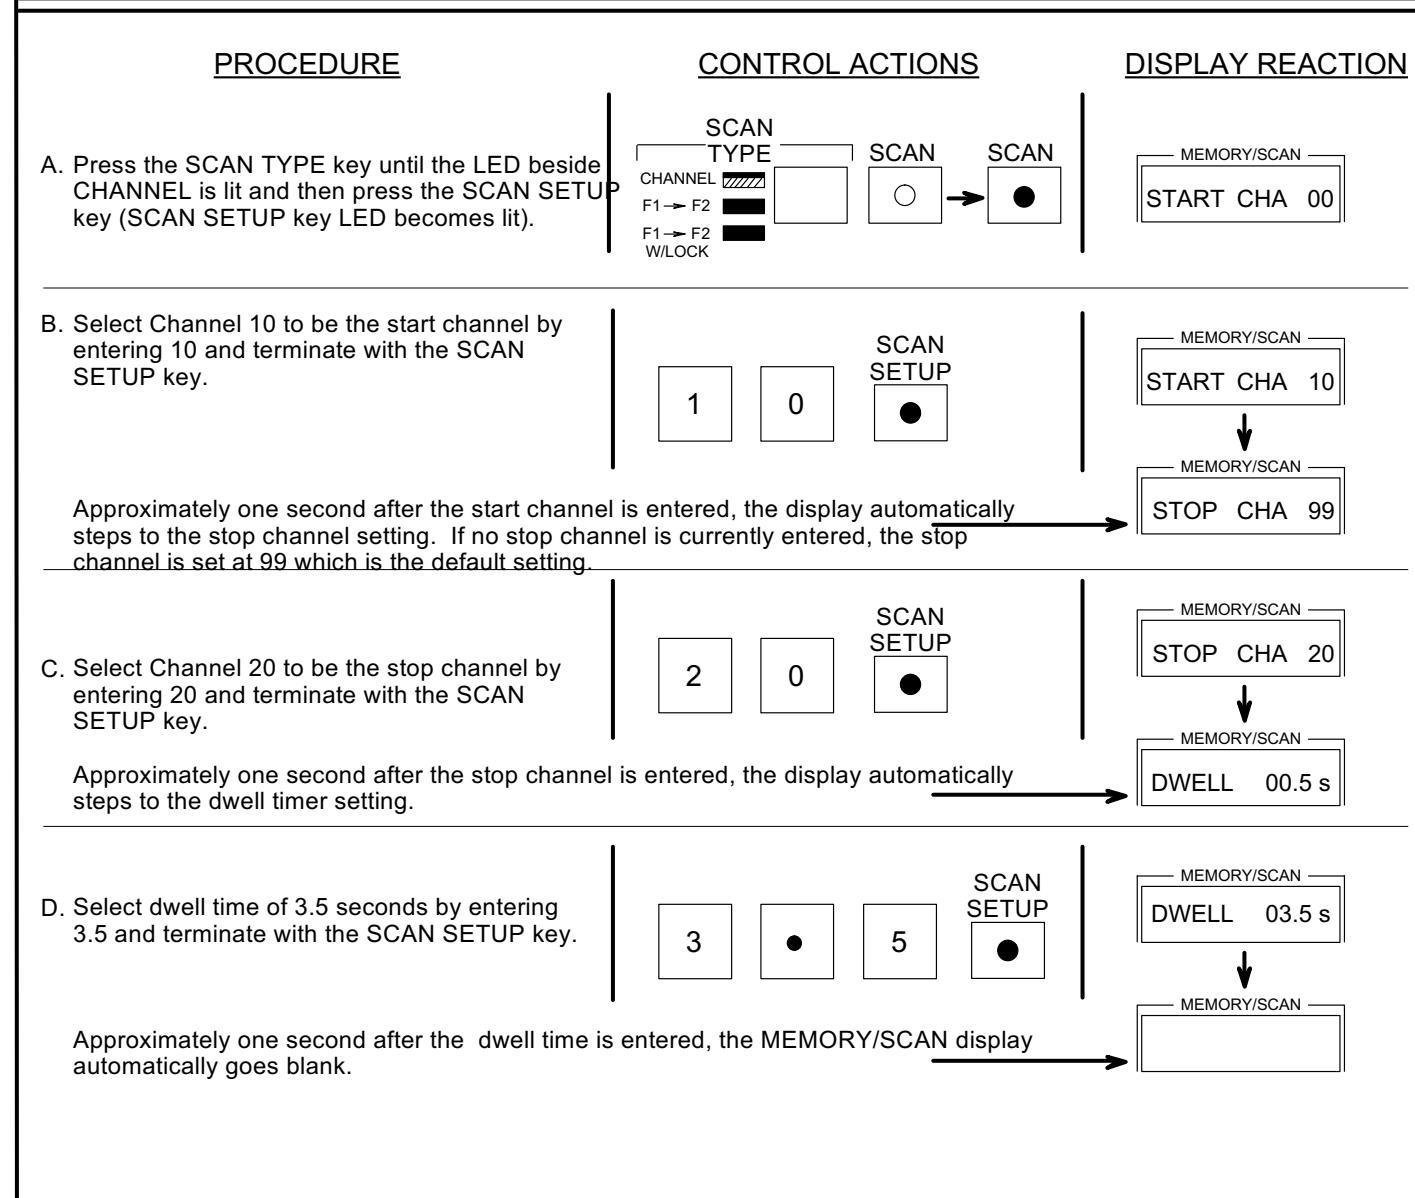 PROCEDURE
CONTROL ACTIONS
DISPLAY REACTION
A. Press the SCAN TYPE key until the LED beside
CHANNEL is lit and then press the SCAN SETUP
key (SCAN SETUP key LED becomes lit).
SCAN
TYPE
CHANNEL
F1 → F2
F1 → F2
W/LOCK
SCAN
SCAN
MEMORY/SCAN
START CHA 00
B. Select Channel 10 to be the start channel by
entering 10 and terminate with the SCAN
SETUP key.
1
0
SCAN
SETUP
MEMORY/SCAN
START CHA 10
Approximately one second after the start channel is entered, the display automatically
steps to the stop channel setting. If no stop channel is currently entered, the stop
channel is set at 99 which is the default setting.
MEMORY/SCAN
STOP CHA 99
C. Select Channel 20 to be the stop channel by
entering 20 and terminate with the SCAN
SETUP key.
2
0
SCAN
SETUP
MEMORY/SCAN
STOP CHA 20
Approximately one second after the stop channel is entered, the display automatically
steps to the dwell timer setting.
MEMORY/SCAN
DWELL 00.5 s
D. Select dwell time of 3.5 seconds by entering
3.5 and terminate with the SCAN SETUP key.
3
●
5
SCAN
SETUP
MEMORY/SCAN
DWELL 03.5 s
Approximately one second after the dwell time is entered, the MEMORY/SCAN display
automatically goes blank.
MEMORY/SCAN